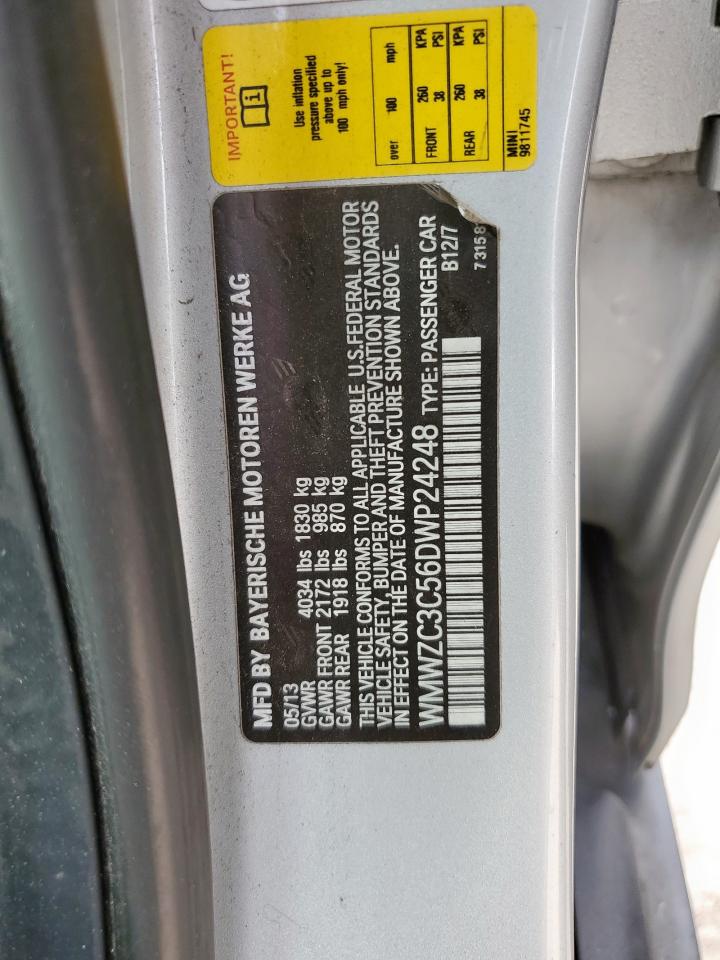 MFD BY BAYERISCHE MOTOREN WERKE AG
05/13
GVWR 4034 lbs 1830 kg
GAWR FRONT 2172 lbs 985 kg
GAWR REAR 1918 lbs 870 kg
THIS VEHICLE CONFORMS TO ALL APPLICABLE U.S.FEDERAL MOTOR
VEHICLE SAFETY, BUMPER AND THEFT PREVENTION STANDARDS
IN EFFECT ON THE DATE OF MANUFACTURE SHOWN ABOVE.
WMWZC3C56DWP24248 TYPE: PASSENGER CAR
B12/7
7 315 8
IMPORTANT!
i
Use inflation
pressure specified
above up to
100 mph only!
over 100 mph
KPA PSI KPA PSI
FRONT 260 38
REAR 260 38
MINI
9811745